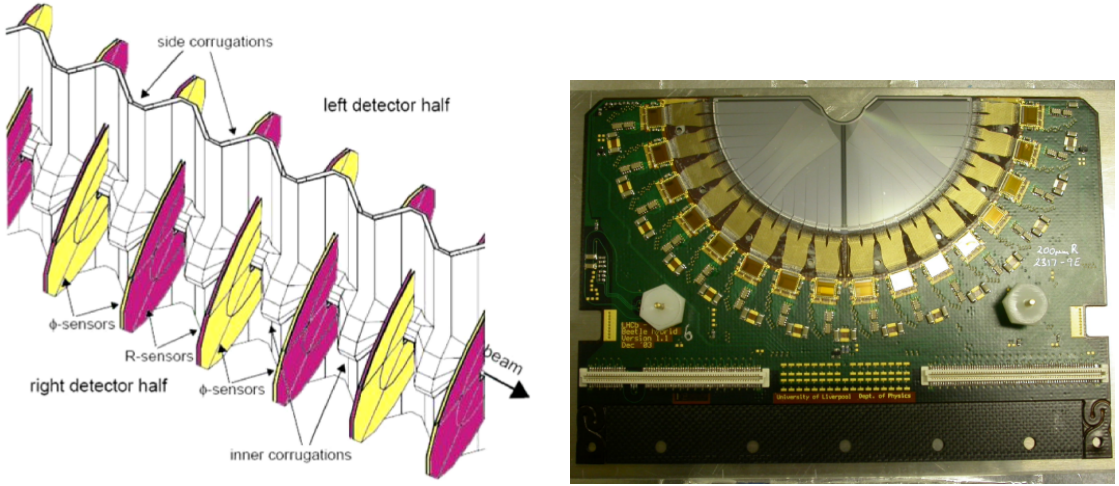 side corrugations
left detector half
ϕ-sensors
R-sensors
right detector half
ϕ-sensors
beam
inner corrugations
200µm R
2317-9E
6
LHCb
Beetle Hybrid
Version 1.1
Dec '03
University of Liverpool Dept. of Physics